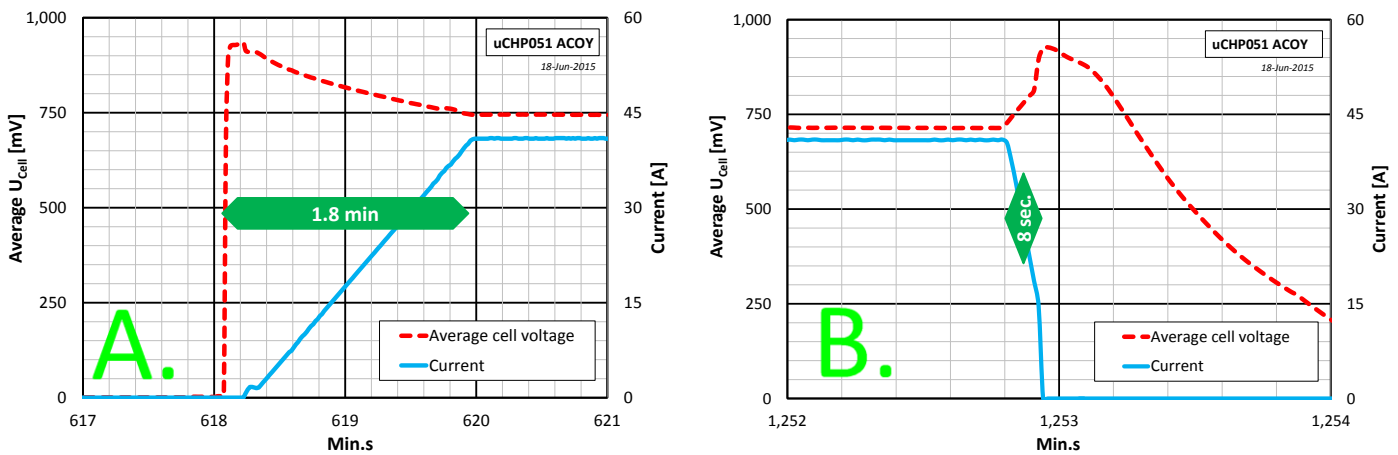 1,000
750
500
250
0
Average U_Cell [mV]
60
45
30
15
0
Current [A]
uCHP051 ACOY
18-Jun-2015
1.8 min
A.
Average cell voltage
Current
617
618
619
620
621
Min.s
1,000
750
500
250
0
Average U_Cell [mV]
60
45
30
15
0
Current [A]
uCHP051 ACOY
18-Jun-2015
8 sec.
B.
Average cell voltage
Current
1,252
1,253
1,254
Min.s